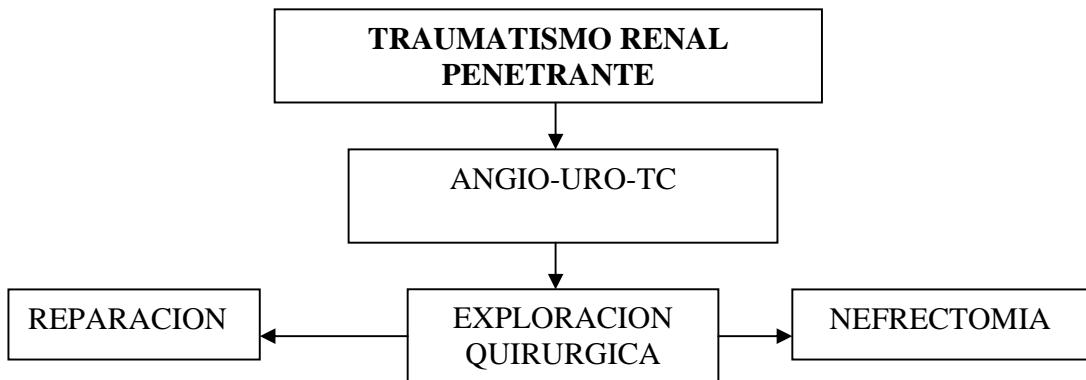 TRAUMATISMO RENAL
PENETRANTE
ANGIO-URO-TC
REPARACION
EXPLORACION
QUIRURGICA
NEFRECTOMIA